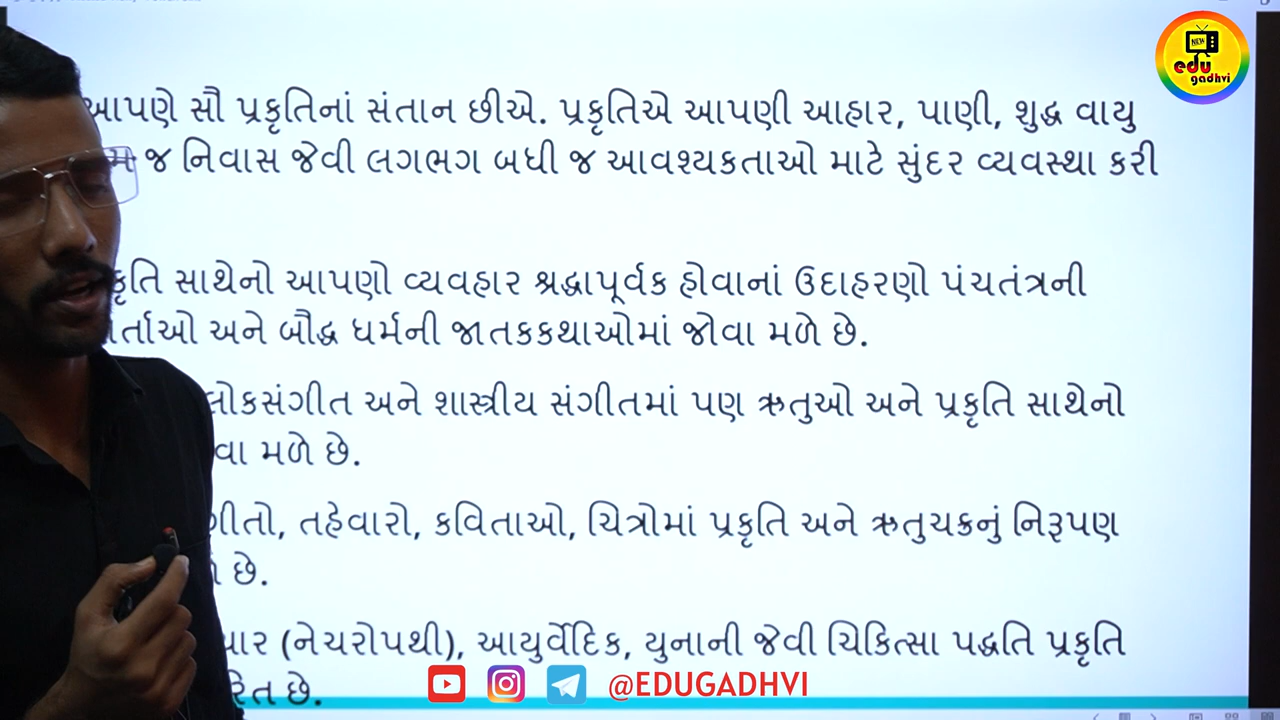 NEW
edu
gadhvi
આપણે સૌ પ્રકૃતિનાં સંતાન છીએ. પ્રકૃતિએ આપણી આહાર, પાણી, શુદ્ધ વાયુ
જ નિવાસ જેવી લગભગ બધી જ આવશ્યકતાઓ માટે સુંદર વ્યવસ્થા કરી
સાથેનો આપણો વ્યવહાર શ્રદ્ધાપૂર્વક હોવાનાં ઉદાહરણો પંચતંત્રની
અને બૌદ્ધ ધર્મની જાતકકથાઓમાં જોવા મળે છે.
લોકસંગીત અને શાસ્ત્રીય સંગીતમાં પણ ઋતુઓ અને પ્રકૃતિ સાથેનો
મળે છે.
તહેવારો, કવિતાઓ, ચિત્રોમાં પ્રકૃતિ અને ઋતુચક્રનું નિરૂપણ
છે.
(નેચરોપથી), આયુર્વેદિક, યુનાની જેવી ચિકિત્સા પદ્ધતિ પ્રકૃતિ
છે.
@EDUGADHVI